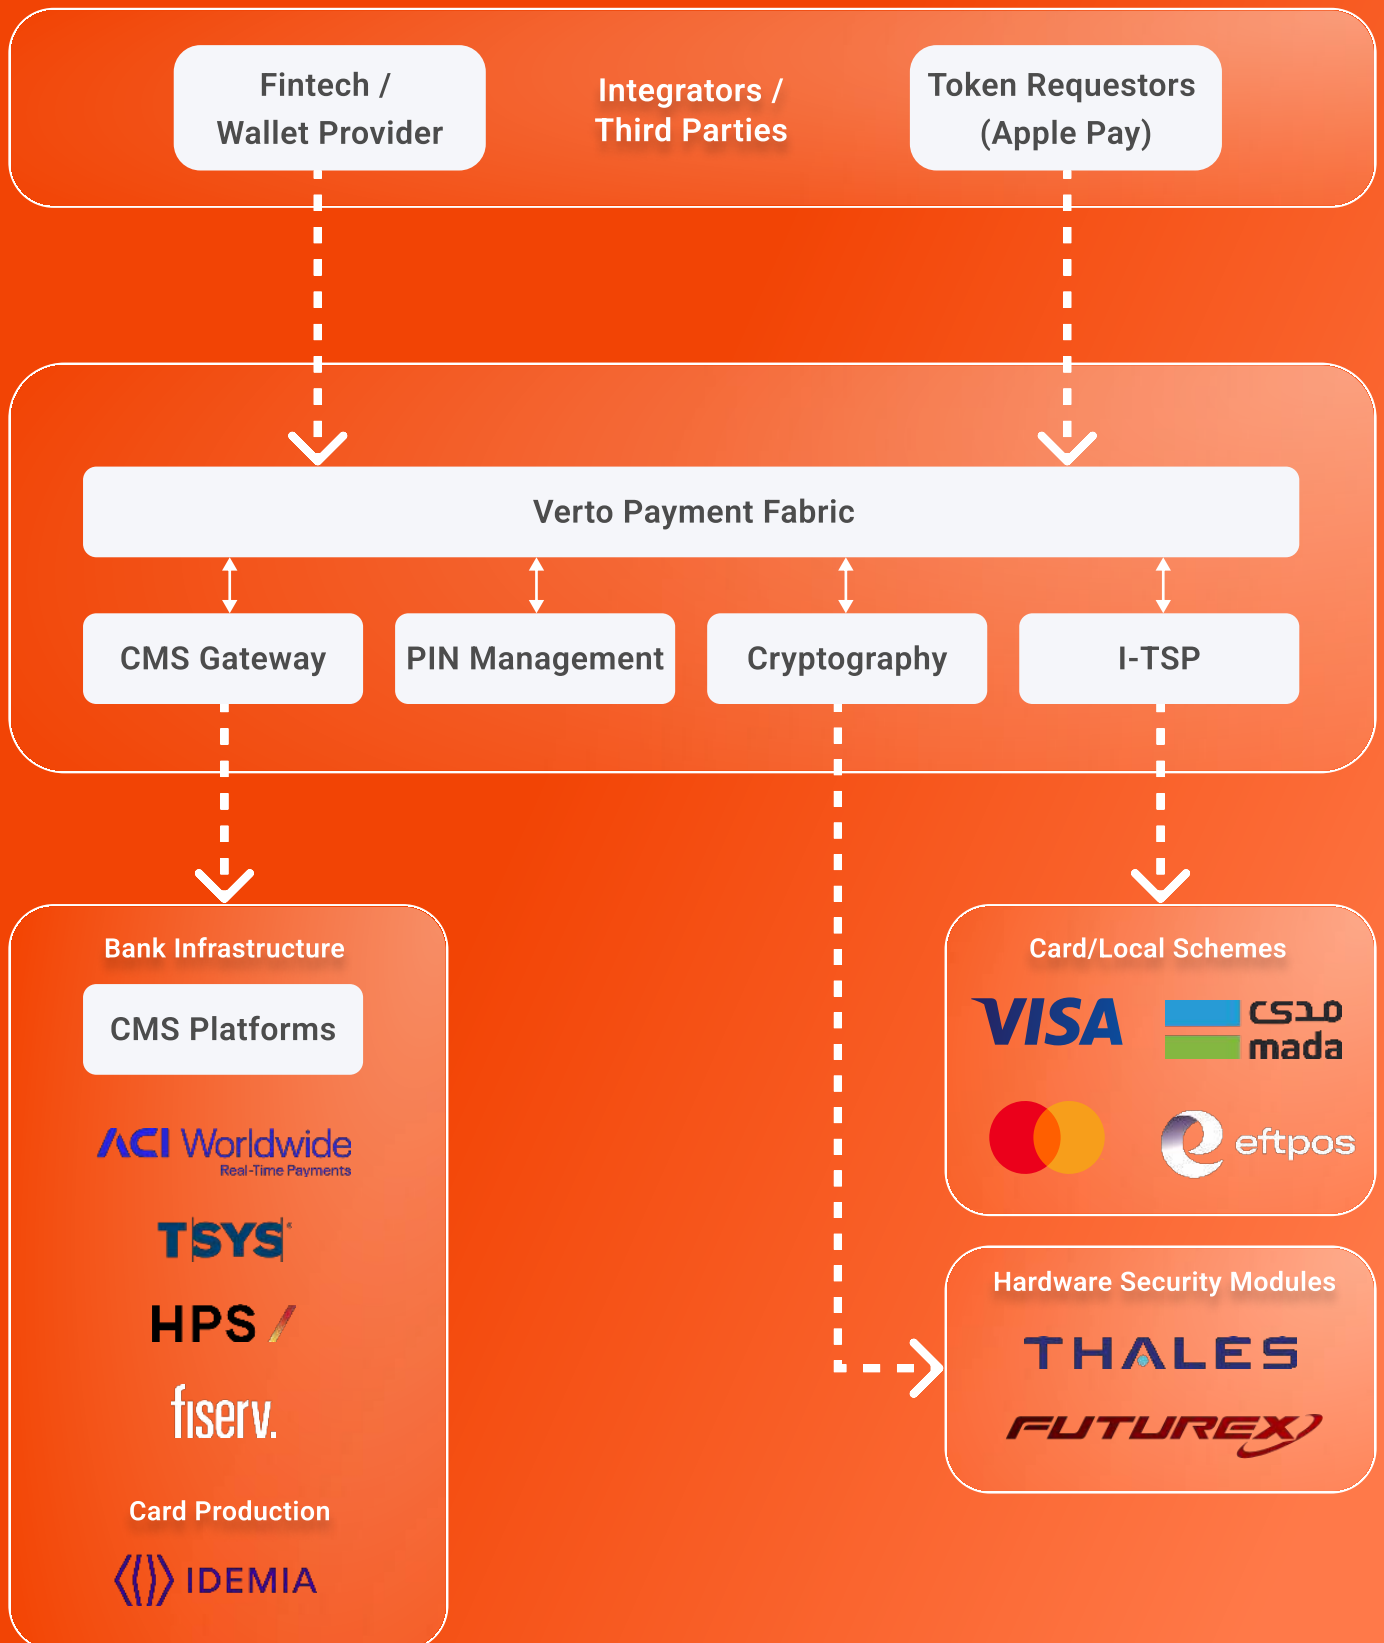 Fintech /
Wallet Provider
Integrators /
Third Parties
Token Requestors
(Apple Pay)
Verto Payment Fabric
CMS Gateway
PIN Management
Cryptography
I-TSP
Bank Infrastructure
CMS Platforms
ACI Worldwide
Real-Time Payments
TSYS®
HPS
fiserv.
Card Production
IDEMIA
Card/Local Schemes
VISA
مدى
mada
eftpos
Hardware Security Modules
THALES
FUTUREX